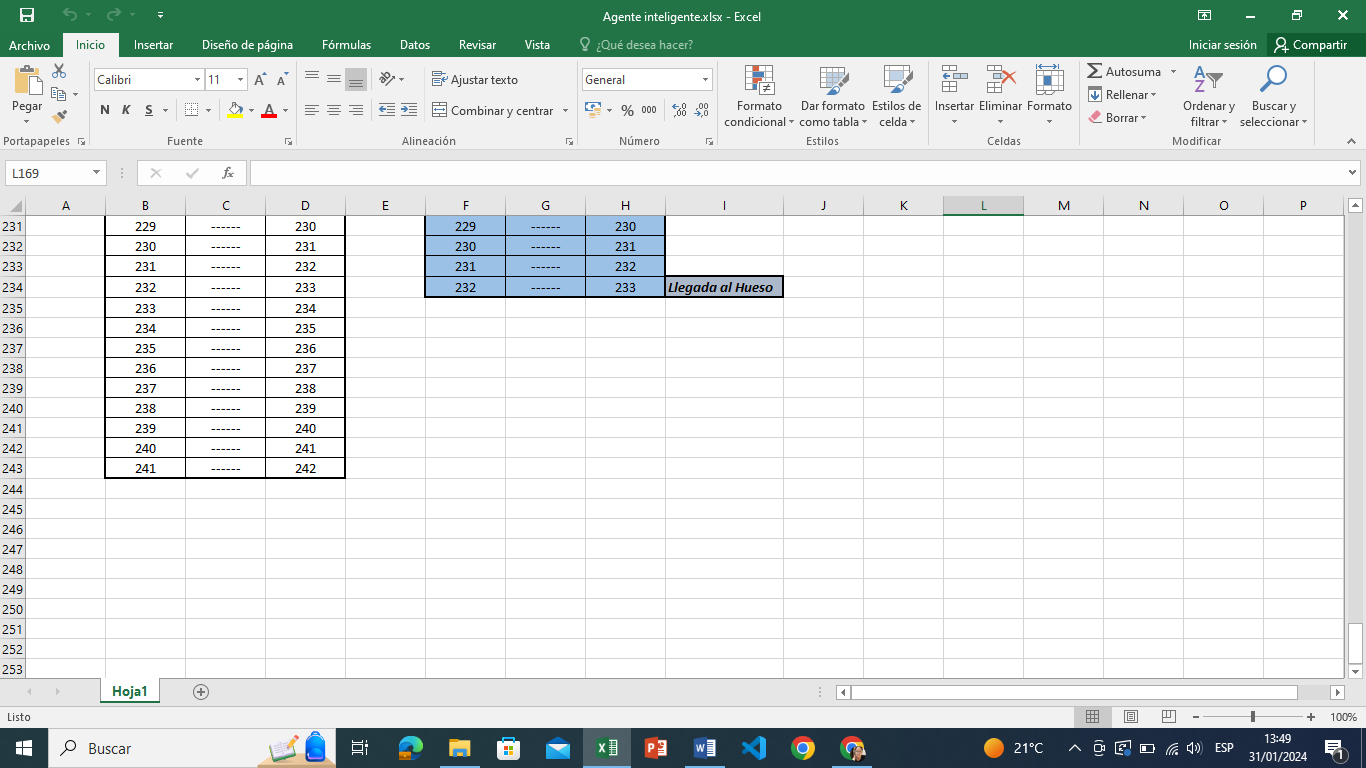 Agente inteligente.xlsx - Excel
Archivo Inicio Insertar Diseño de página Fórmulas Datos Revisar Vista ¿Qué desea hacer? Iniciar sesión Compartir
Pegar
Calibri 11
N K S
Ajustar texto
Combinar y centrar
General
% 000
Formato condicional
Dar formato como tabla
Estilos de celda
Insertar Eliminar Formato
Autosuma
Rellenar
Borrar
Ordenar y filtrar
Buscar y seleccionar
Portapapeles Fuente Alineación Número Estilos Celdas Modificar
L169 fx
A B C D E F G H I J K L M N O P
231 229 ------ 230 229 ------ 230
232 230 ------ 231 230 ------ 231
233 231 ------ 232 231 ------ 232
234 232 ------ 233 232 ------ 233 Llegada al Hueso
235 233 ------ 234
236 234 ------ 235
237 235 ------ 236
238 236 ------ 237
239 237 ------ 238
240 238 ------ 239
241 239 ------ 240
242 240 ------ 241
243 241 ------ 242
244
245
246
247
248
249
250
251
252
253
Hoja1
Listo 100%
Buscar 21°C ESP 13:49
31/01/2024 1